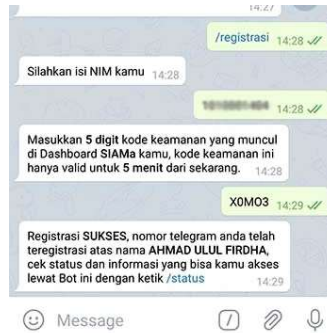 14:27
/registrasi 14:28
Silahkan isi NIM kamu 14:28
14:28
Masukkan 5 digit kode keamanan yang muncul
di Dashboard SIAMa kamu, kode keamanan ini
hanya valid untuk 5 menit dari sekarang. 14:28
X0MO3 14:29
Registrasi SUKSES, nomor telegram anda telah
teregistrasi atas nama AHMAD ULUL FIRDHA,
cek status dan informasi yang bisa kamu akses
lewat Bot ini dengan ketik /status 14:29
Message